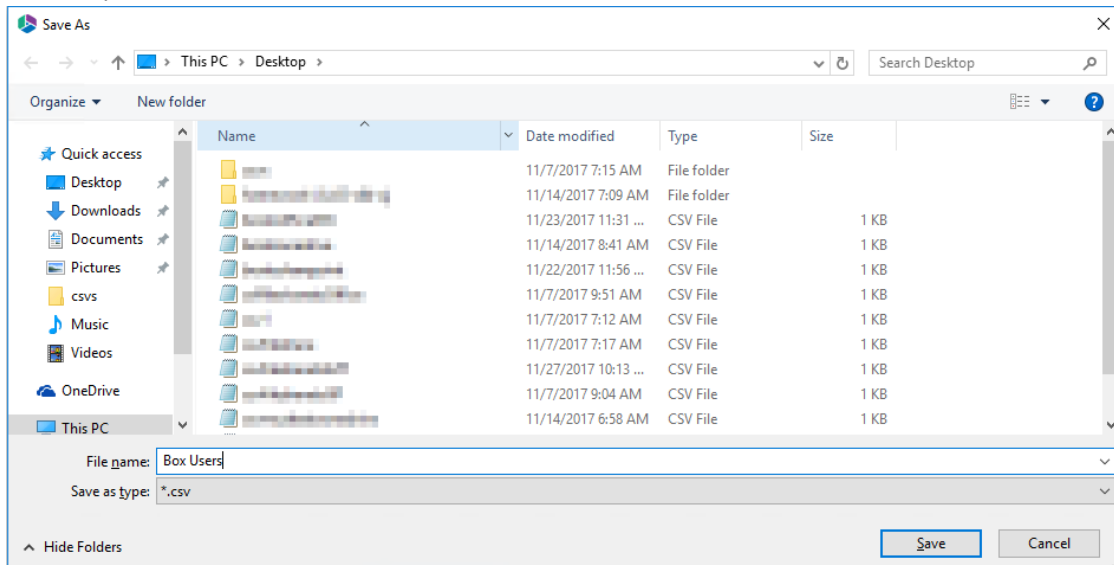 Save As
This PC > Desktop >
Search Desktop
Organize New folder
Name Date modified Type Size
Quick access
Desktop
Downloads
Documents
Pictures
csvs
Music
Videos
OneDrive
This PC
11/7/2017 7:15 AM File folder
11/14/2017 7:09 AM File folder
11/23/2017 11:31 ... CSV File 1 KB
11/14/2017 8:41 AM CSV File 1 KB
11/22/2017 11:56 ... CSV File 1 KB
11/7/2017 9:51 AM CSV File 1 KB
11/7/2017 7:12 AM CSV File 1 KB
11/7/2017 7:17 AM CSV File 1 KB
11/27/2017 10:13 ... CSV File 1 KB
11/7/2017 9:04 AM CSV File 1 KB
11/14/2017 6:58 AM CSV File 1 KB
File name: Box Users
Save as type: *.csv
Hide Folders Save Cancel